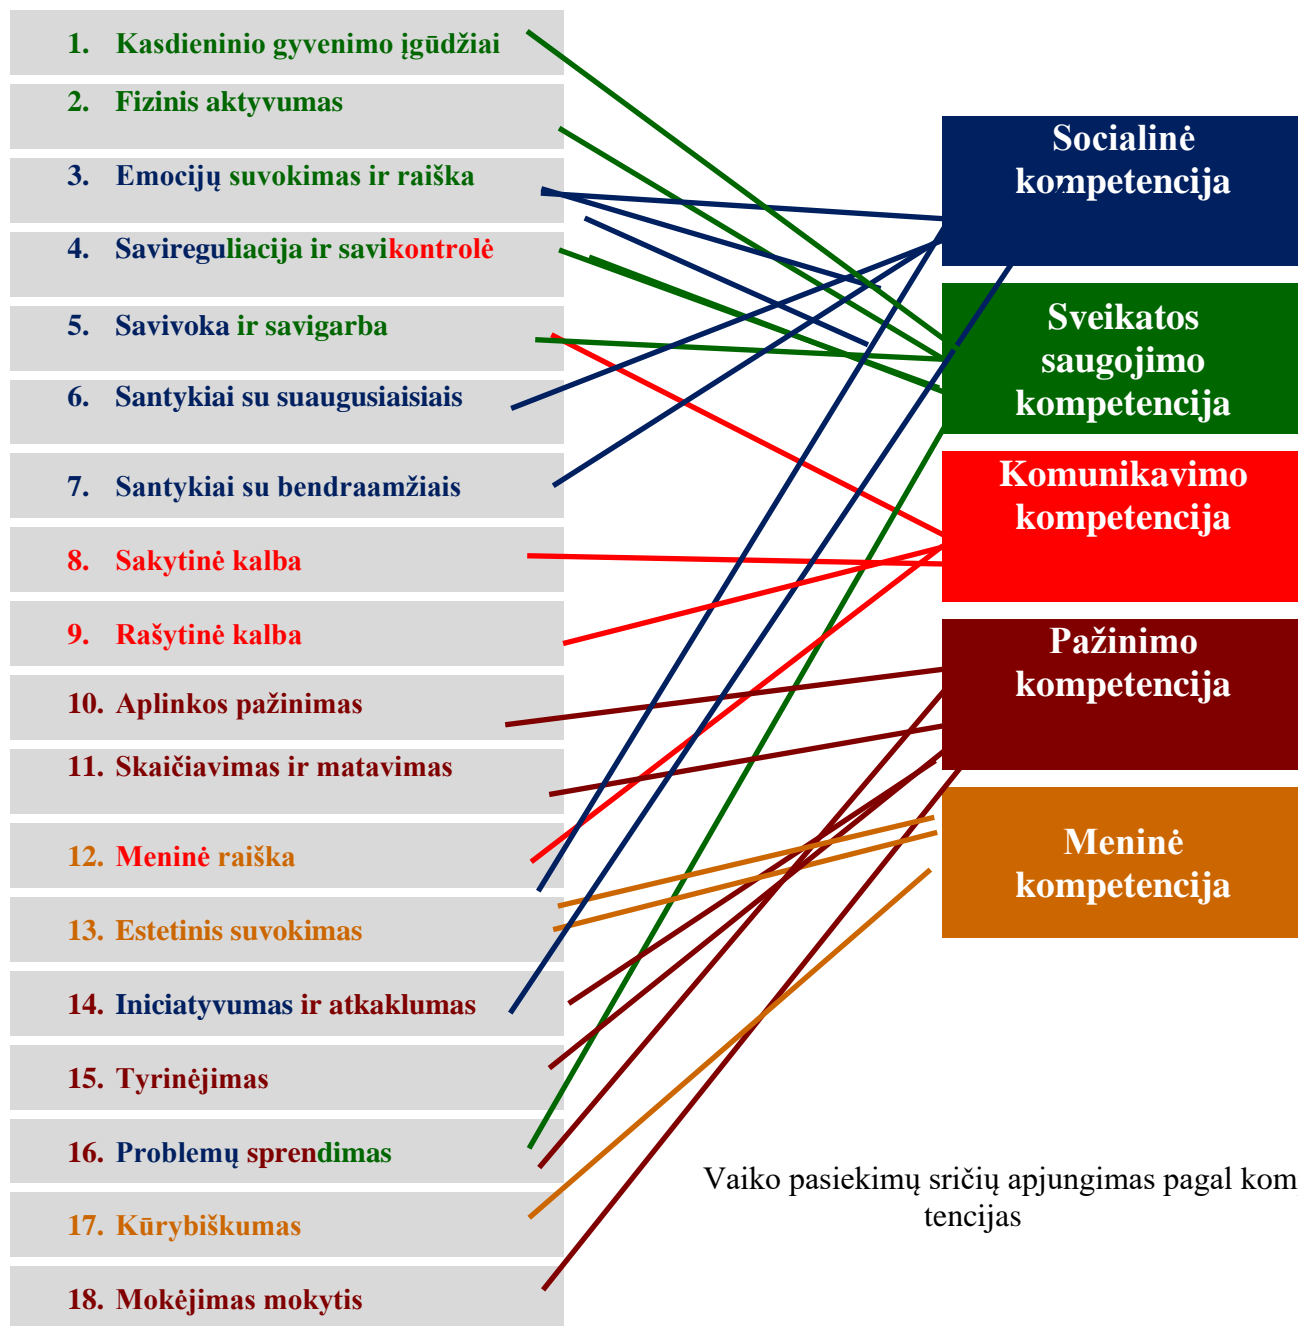 1. Kasdieninio gyvenimo įgūdžiai
2. Fizinis aktyvumas
3. Emocijų suvokimas ir raiška
4. Savireguliacija ir savikontrolė
5. Savivoka ir savigarba
6. Santykiai su suaugusiaisiais
7. Santykiai su bendraamžiais
8. Sakytinė kalba
9. Rašytinė kalba
10. Aplinkos pažinimas
11. Skaičiavimas ir matavimas
12. Meninė raiška
13. Estetinis suvokimas
14. Iniciatyvumas ir atkaklumas
15. Tyrinėjimas
16. Problemų sprendimas
17. Kūrybiškumas
18. Mokėjimas mokytis
Socialinė
kompetencija
Sveikatos
saugojimo
kompetencija
Komunikavimo
kompetencija
Pažinimo
kompetencija
Meninė
kompetencija
Vaiko pasiekimų sričių apjungimas pagal kom
tencijas